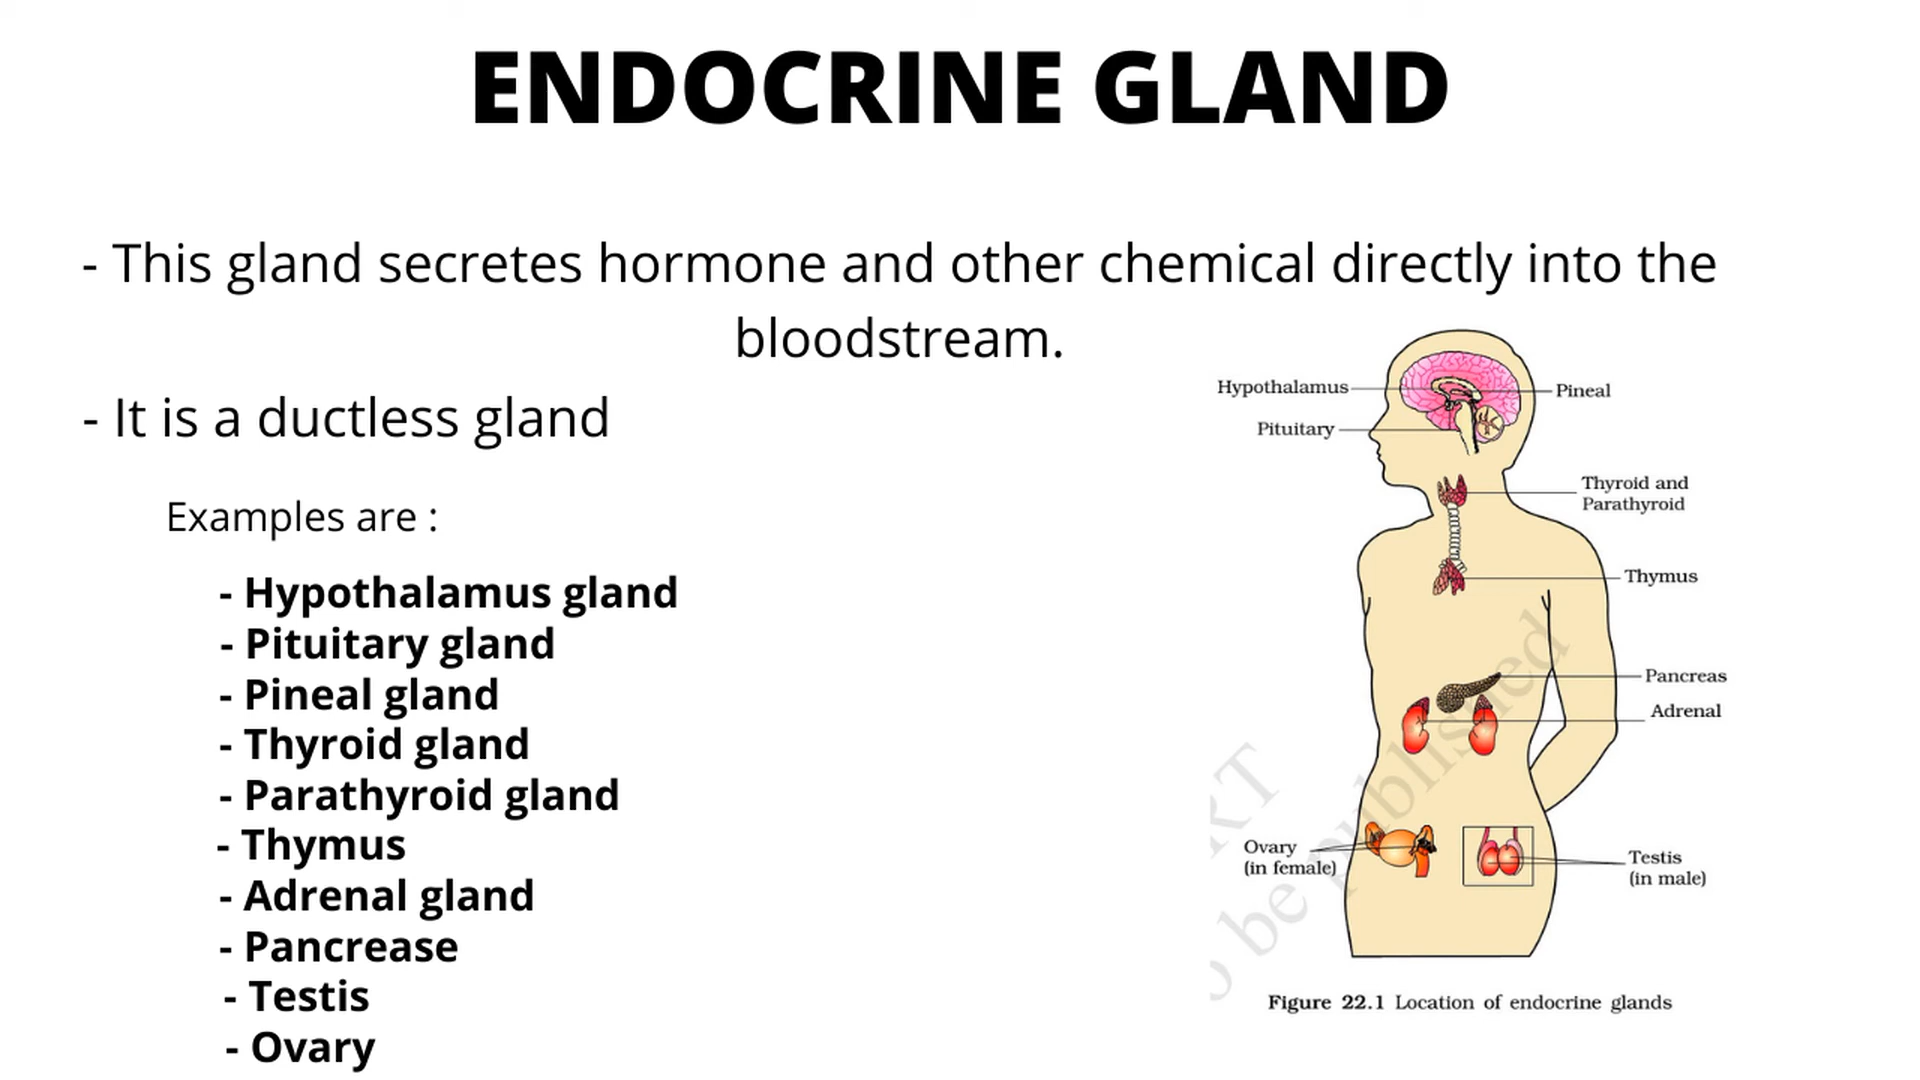 ENDOCRINE GLAND
- This gland secretes hormone and other chemical directly into the
bloodstream.
- It is a ductless gland
Examples are :
- Hypothalamus gland
- Pituitary gland
- Pineal gland
- Thyroid gland
- Parathyroid gland
- Thymus
- Adrenal gland
- Pancrease
- Testis
- Ovary
Hypothalamus
Pineal
Pituitary
Thyroid and
Parathyroid
Thymus
Pancreas
Adrenal
Ovary
(in female)
Testis
(in male)
be published
Figure 22.1 Location of endocrine glands